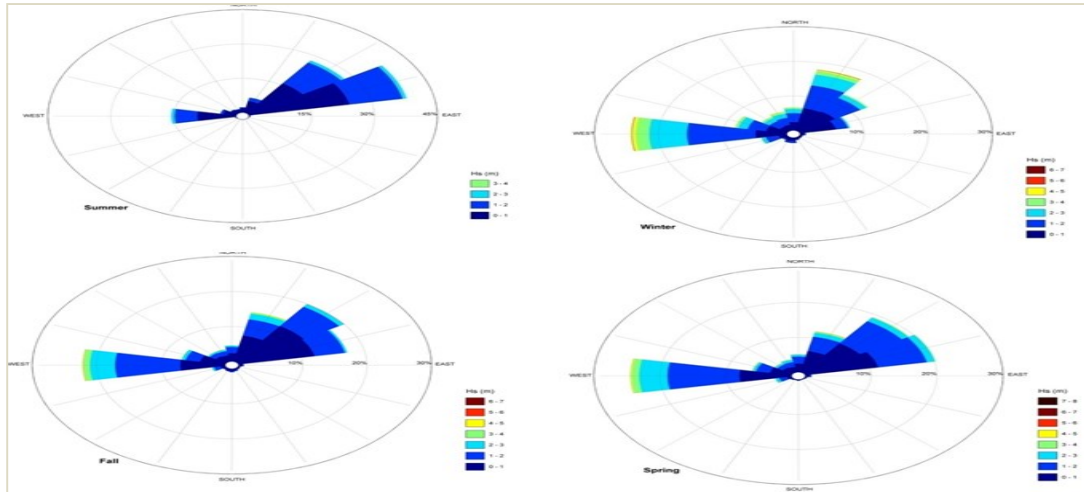 NORTH
WEST
15%
30%
45%
EAST
Hs (m)
3 - 4
2 - 3
1 - 2
0 - 1
Summer
SOUTH
NORTH
WEST
10%
20%
30%
EAST
Hs (m)
6 - 7
5 - 6
4 - 5
3 - 4
2 - 3
1 - 2
0 - 1
Winter
SOUTH
WEST
10%
20%
30%
EAST
Hs (m)
6 - 7
5 - 6
4 - 5
3 - 4
2 - 3
1 - 2
0 - 1
Fall
SOUTH
NORTH
WEST
10%
20%
30%
EAST
Hs (m)
7 - 8
6 - 7
5 - 6
4 - 5
3 - 4
2 - 3
1 - 2
0 - 1
Spring
SOUTH